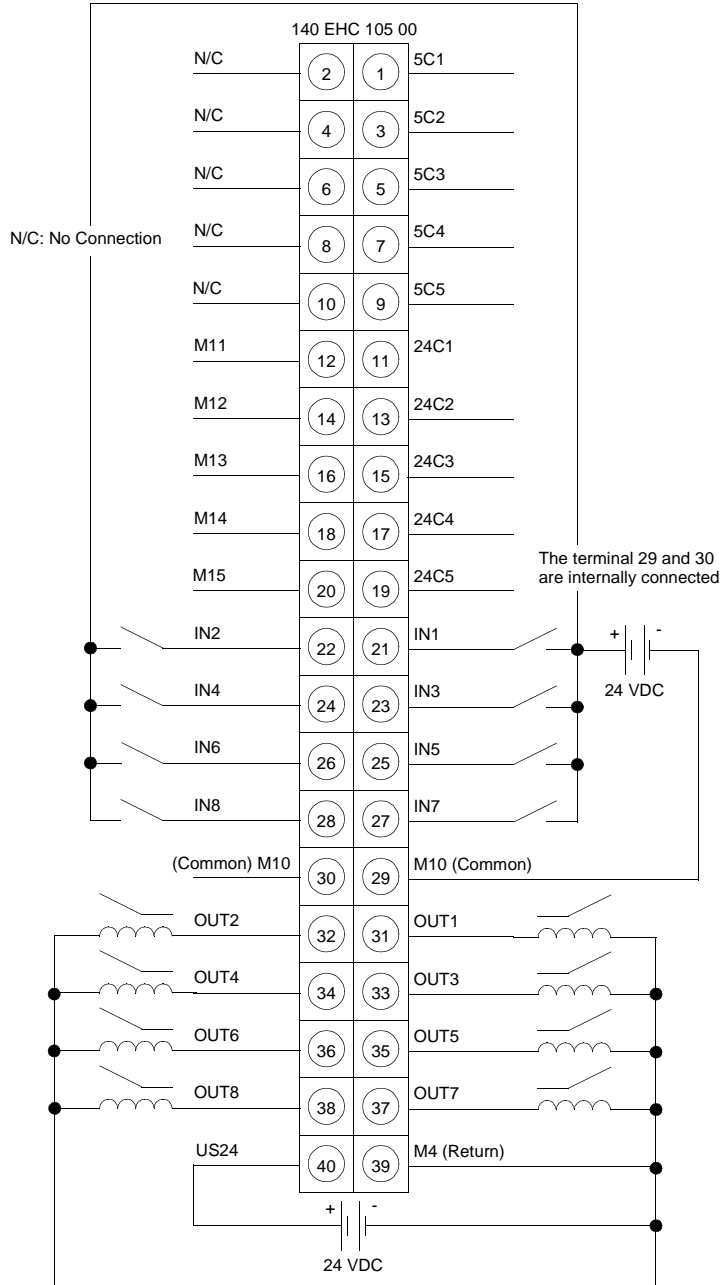 140 EHC 105 00
N/C 2 1 5C1
N/C 4 3 5C2
N/C 6 5 5C3
N/C 8 7 5C4
N/C: No Connection
N/C 10 9 5C5
M11 12 11 24C1
M12 14 13 24C2
M13 16 15 24C3
M14 18 17 24C4
The terminal 29 and 30
are internally connected
M15 20 19 24C5
IN2 22 21 IN1
+ -
24 VDC
IN4 24 23 IN3
IN6 26 25 IN5
IN8 28 27 IN7
(Common) M10 30 29 M10 (Common)
OUT2 32 31 OUT1
OUT4 34 33 OUT3
OUT6 36 35 OUT5
OUT8 38 37 OUT7
US24 40 39 M4 (Return)
+ -
24 VDC